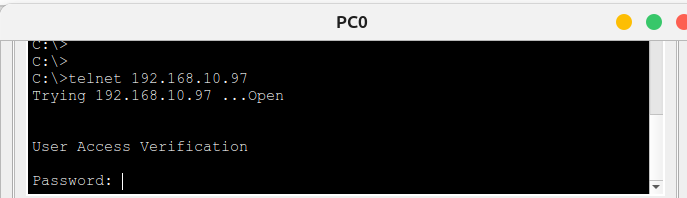 PC0
C:\>
C:\>
C:\>telnet 192.168.10.97
Trying 192.168.10.97 ...Open
User Access Verification
Password: